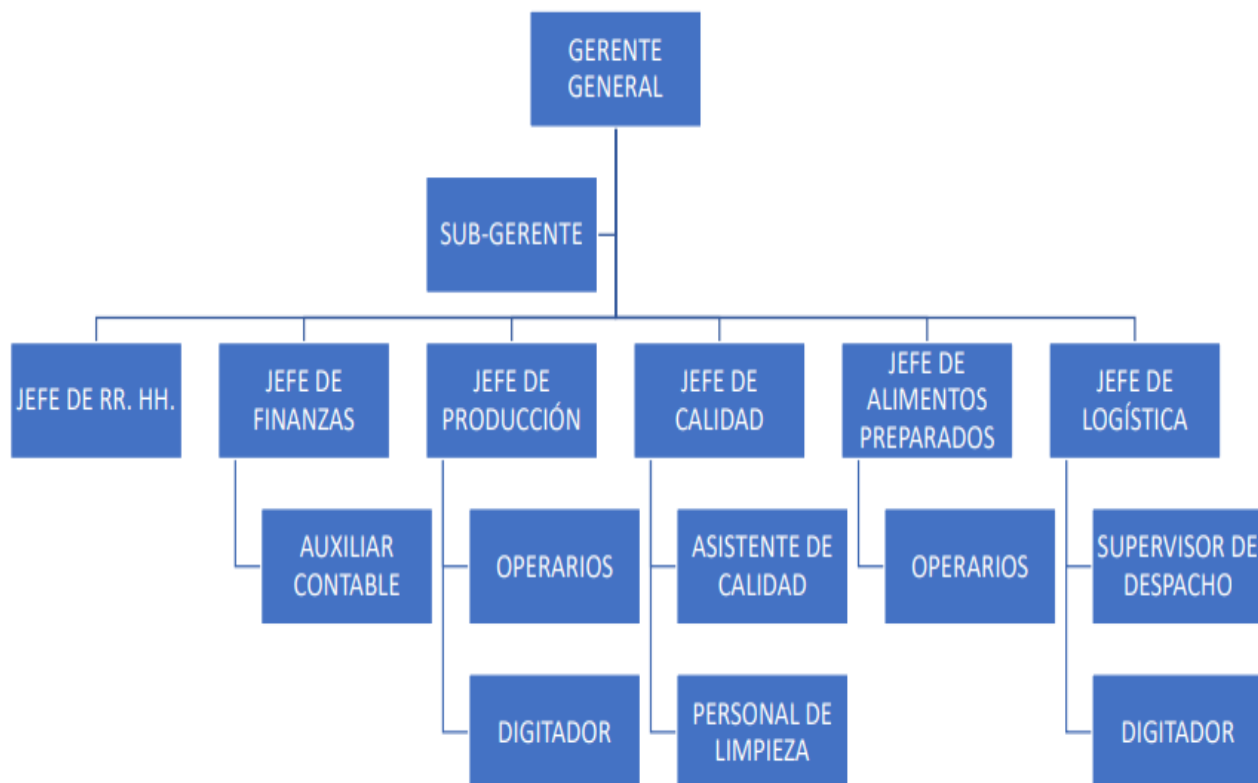 GERENTE
GENERAL
SUB-GERENTE
JEFE DE RR. HH.
JEFE DE
FINANZAS
JEFE DE
PRODUCCIÓN
JEFE DE
CALIDAD
JEFE DE
ALIMENTOS
PREPARADOS
JEFE DE
LOGÍSTICA
AUXILIAR
CONTABLE
OPERARIOS
ASISTENTE DE
CALIDAD
OPERARIOS
SUPERVISOR DE
DESPACHO
DIGITADOR
PERSONAL DE
LIMPIEZA
DIGITADOR